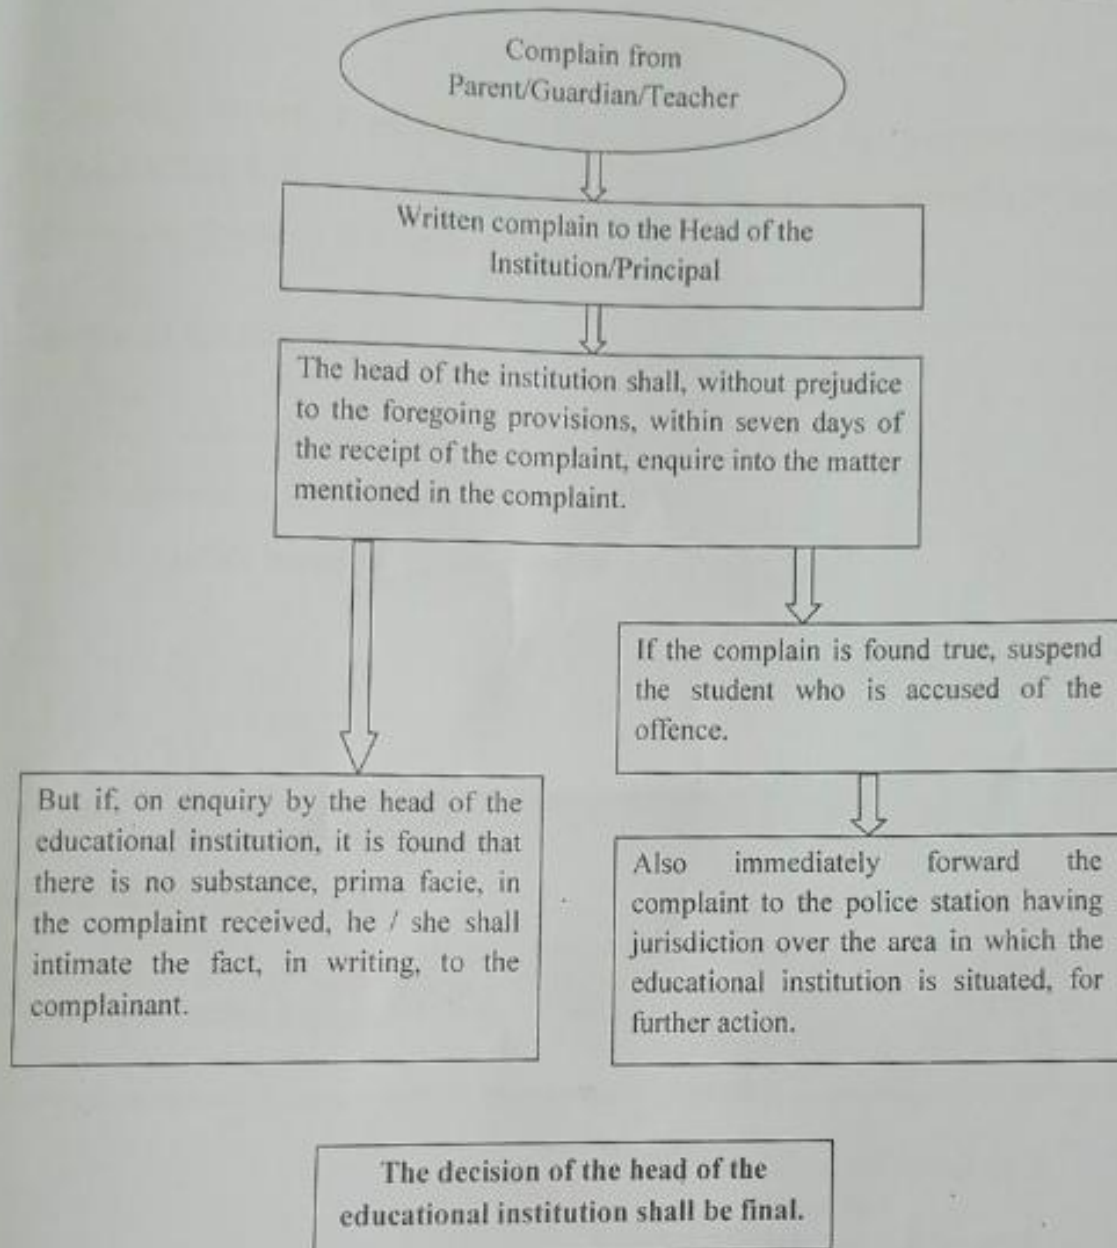 Complain from
Parent/Guardian/Teacher
Written complain to the Head of the
Institution/Principal
The head of the institution shall, without prejudice
to the foregoing provisions, within seven days of
the receipt of the complaint, enquire into the matter
mentioned in the complaint.
If the complain is found true, suspend
the student who is accused of the
offence.
But if, on enquiry by the head of the
educational institution, it is found that
there is no substance, prima facie, in
the complaint received, he / she shall
intimate the fact, in writing, to the
complainant.
Also immediately forward the
complaint to the police station having
jurisdiction over the area in which the
educational institution is situated, for
further action.
The decision of the head of the
educational institution shall be final.